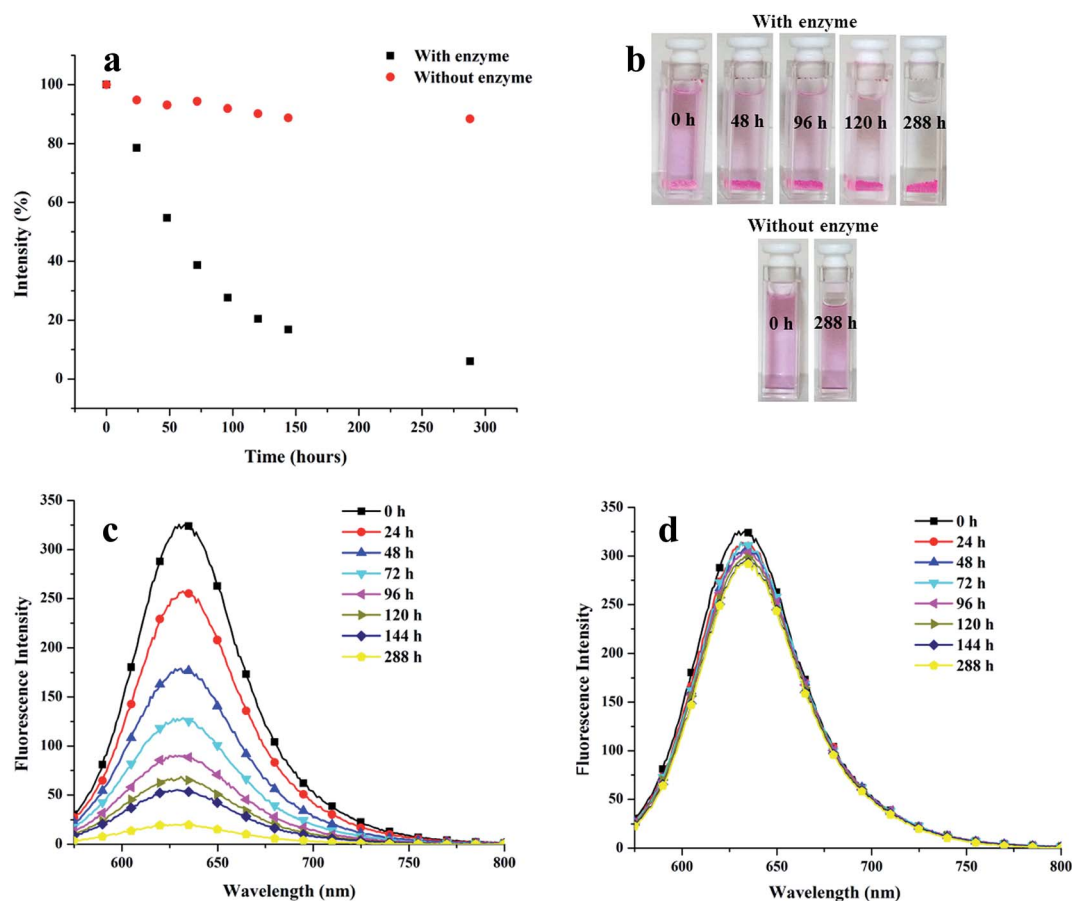 a
With enzyme
Without enzyme
100
80
60
40
20
0
Intensity (%)
0 50 100 150 200 250 300
Time (hours)
b
With enzyme
0 h 48 h 96 h 120 h 288 h
Without enzyme
0 h 288 h
c
350
300
250
200
150
100
50
0
Fluorescence Intensity
0 h
24 h
48 h
72 h
96 h
120 h
144 h
288 h
600 650 700 750 800
Wavelength (nm)
d
350
300
250
200
150
100
50
0
Fluorescence Intensity
0 h
24 h
48 h
72 h
96 h
120 h
144 h
288 h
600 650 700 750 800
Wavelength (nm)